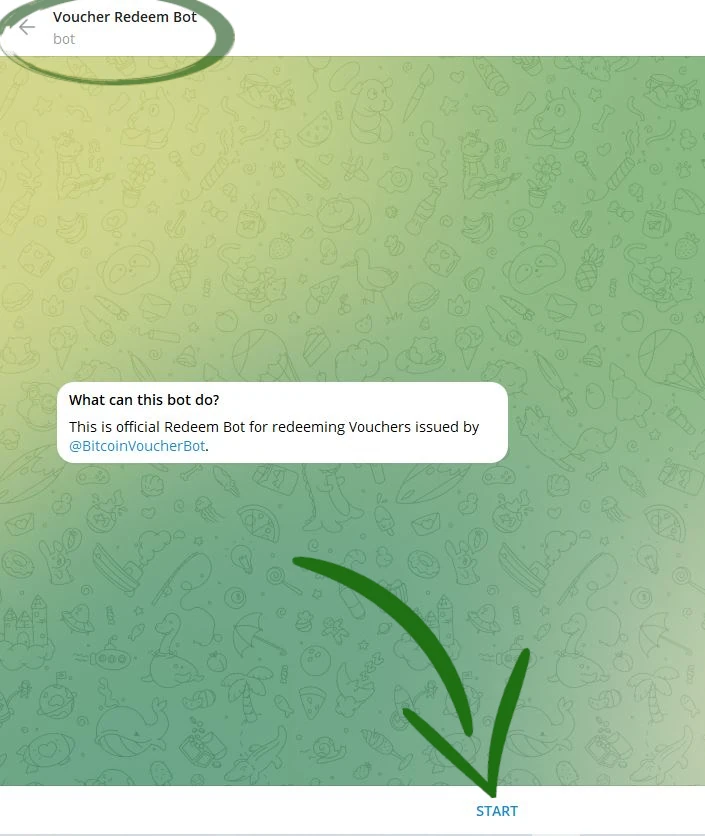 Voucher Redeem Bot
bot
What can this bot do?
This is official Redeem Bot for redeeming Vouchers issued by
@BitcoinVoucherBot.
START